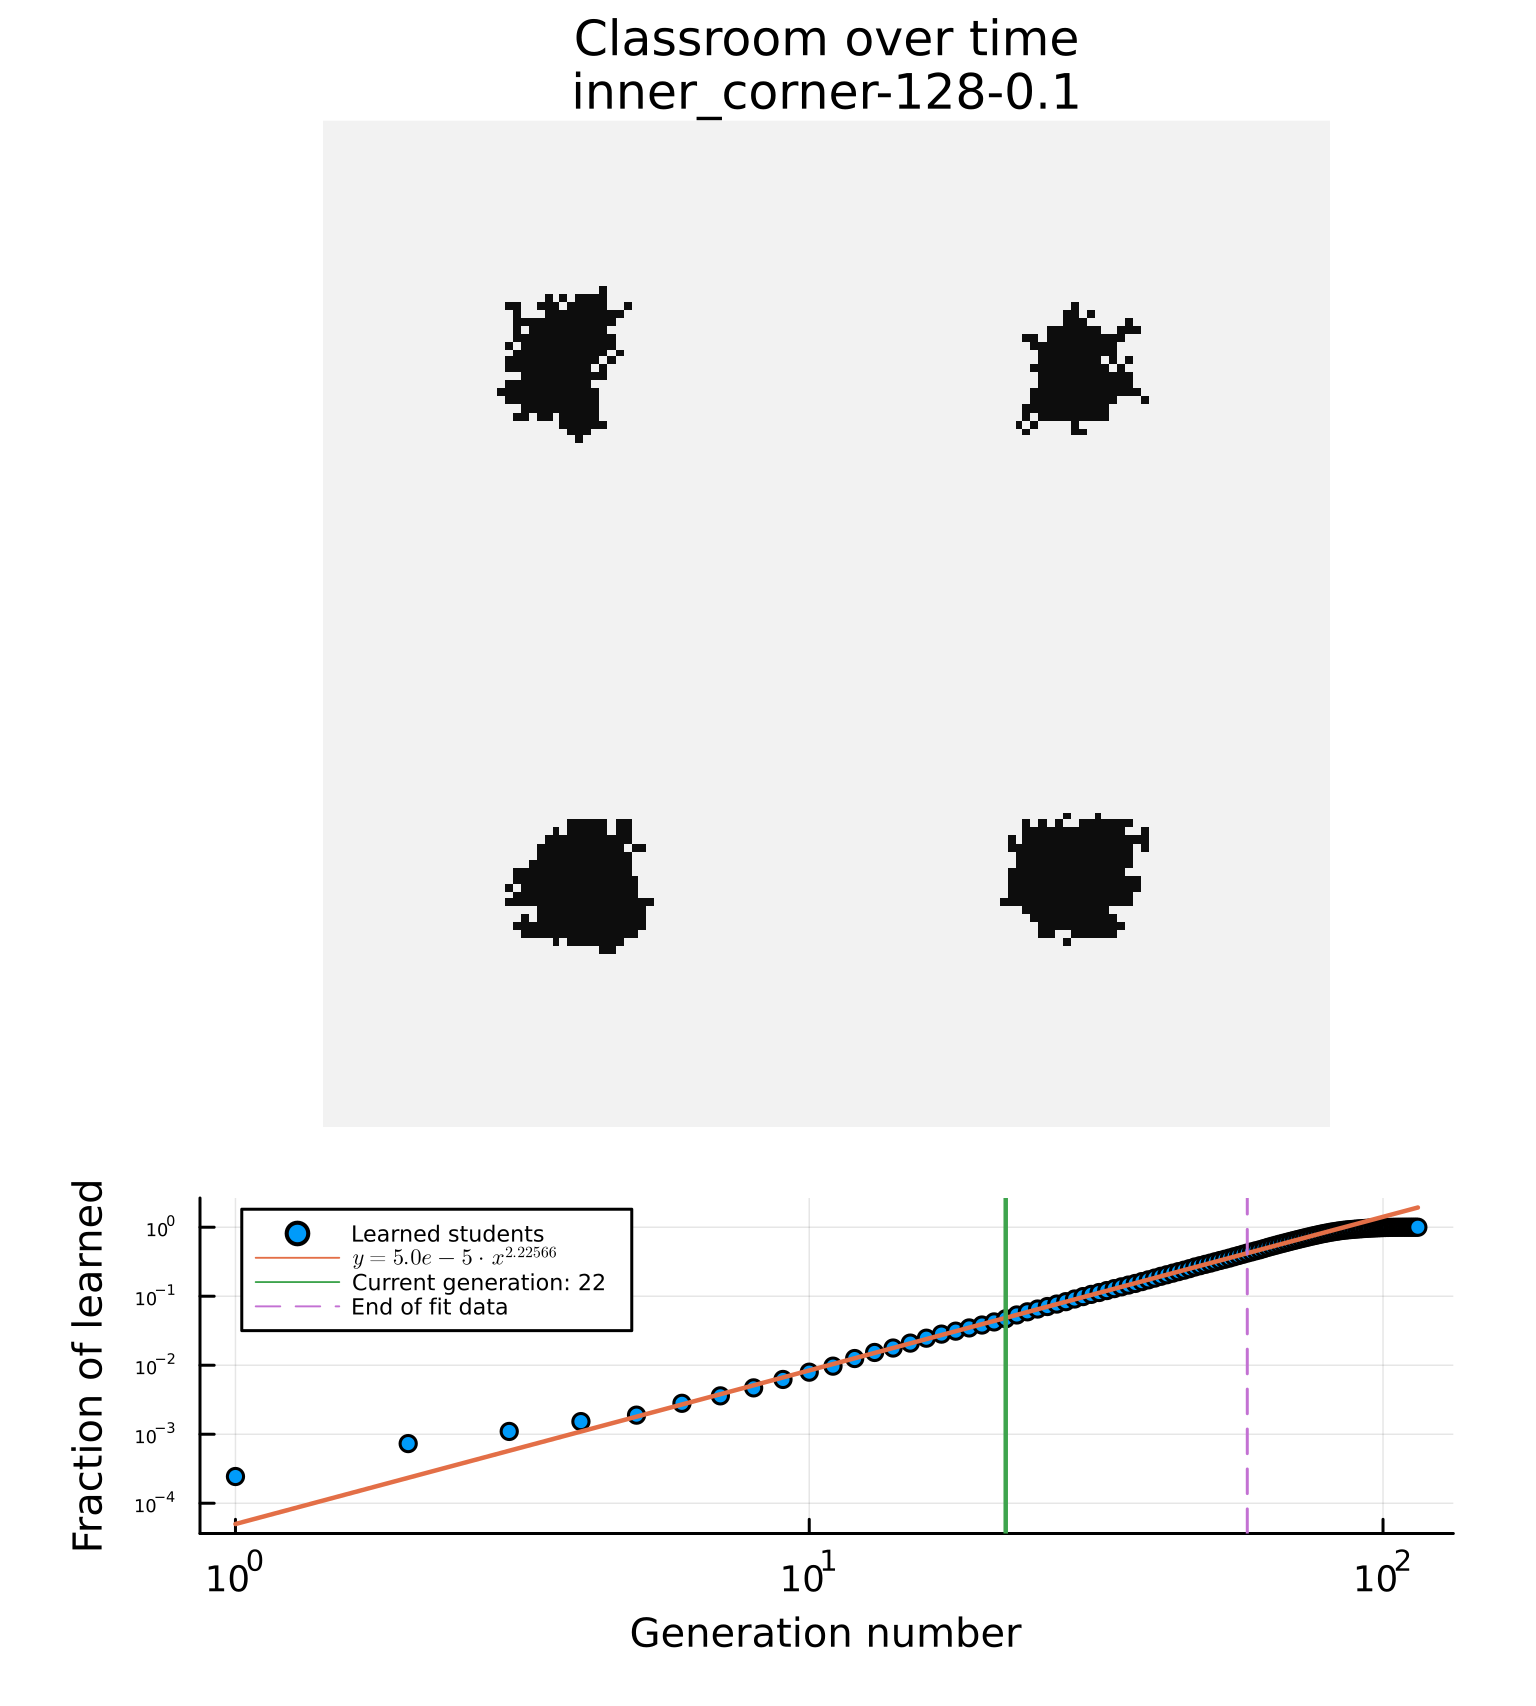 Classroom over time
inner_corner-128-0.1
Fraction of learned
10^0
10^-1
10^-2
10^-3
10^-4
Learned students
y = 5.0e − 5 · x^2.22566
Current generation: 22
End of fit data
10^0
10^1
10^2
Generation number